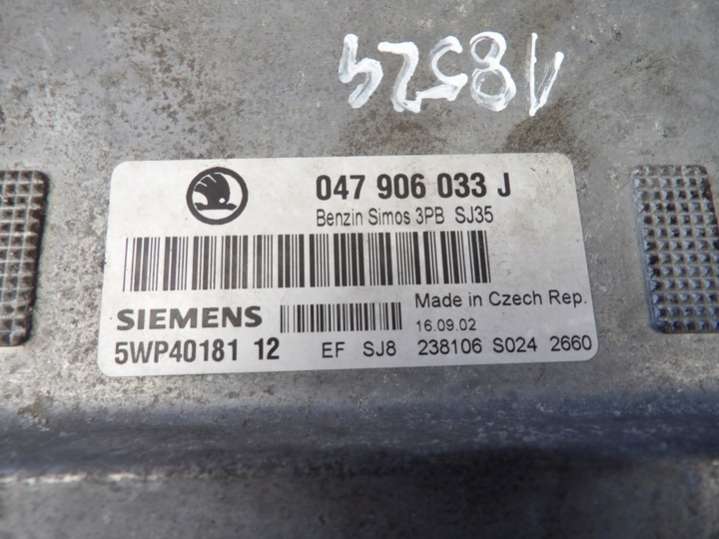 18524
047 906 033 J
Benzin Simos 3PB SJ35
Made in Czech Rep.
SIEMENS
16.09.02
5WP40181 12 EF SJ8 238106 S024 2660